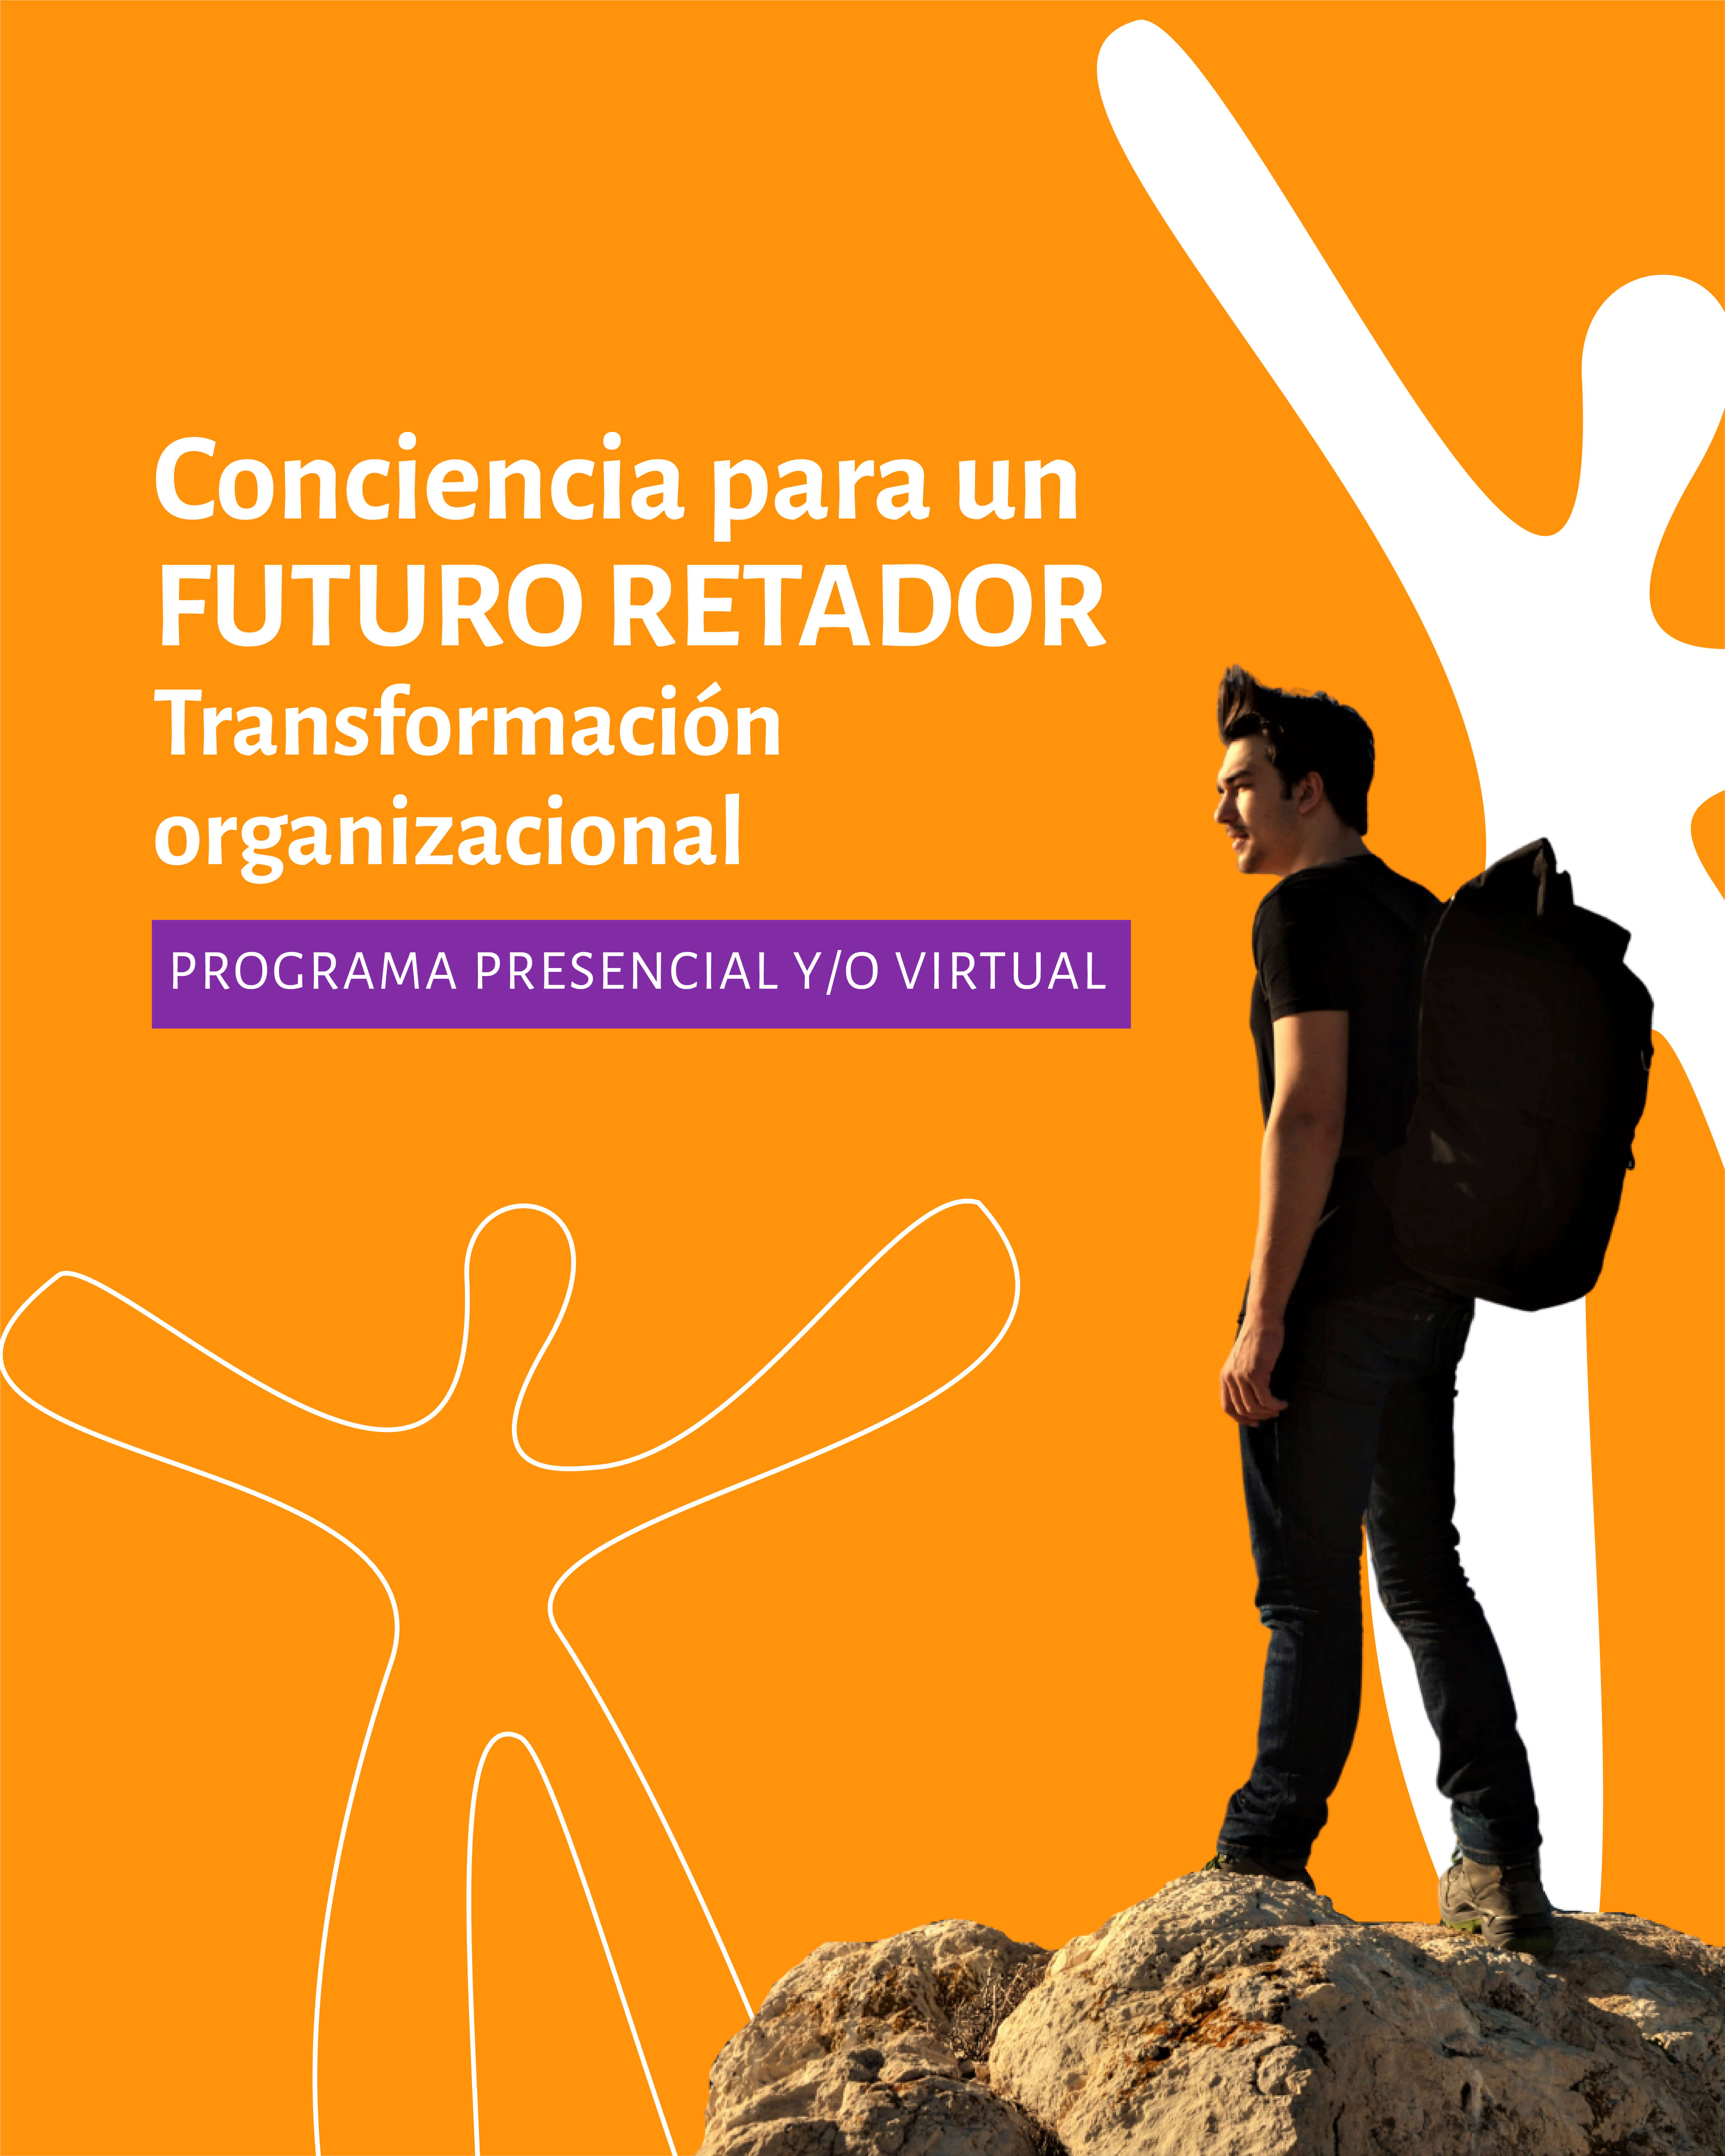 Conciencia para un
FUTURO RETADOR
Transformación
organizacional
PROGRAMA PRESENCIAL Y/O VIRTUAL